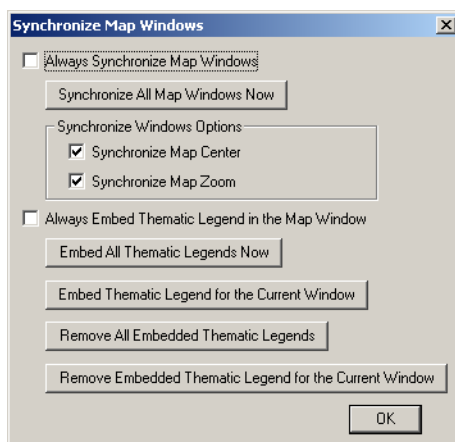 Synchronize Map Windows
Always Synchronize Map Windows
Synchronize All Map Windows Now
Synchronize Windows Options
Synchronize Map Center
Synchronize Map Zoom
Always Embed Thematic Legend in the Map Window
Embed All Thematic Legends Now
Embed Thematic Legend for the Current Window
Remove All Embedded Thematic Legends
Remove Embedded Thematic Legend for the Current Window
OK